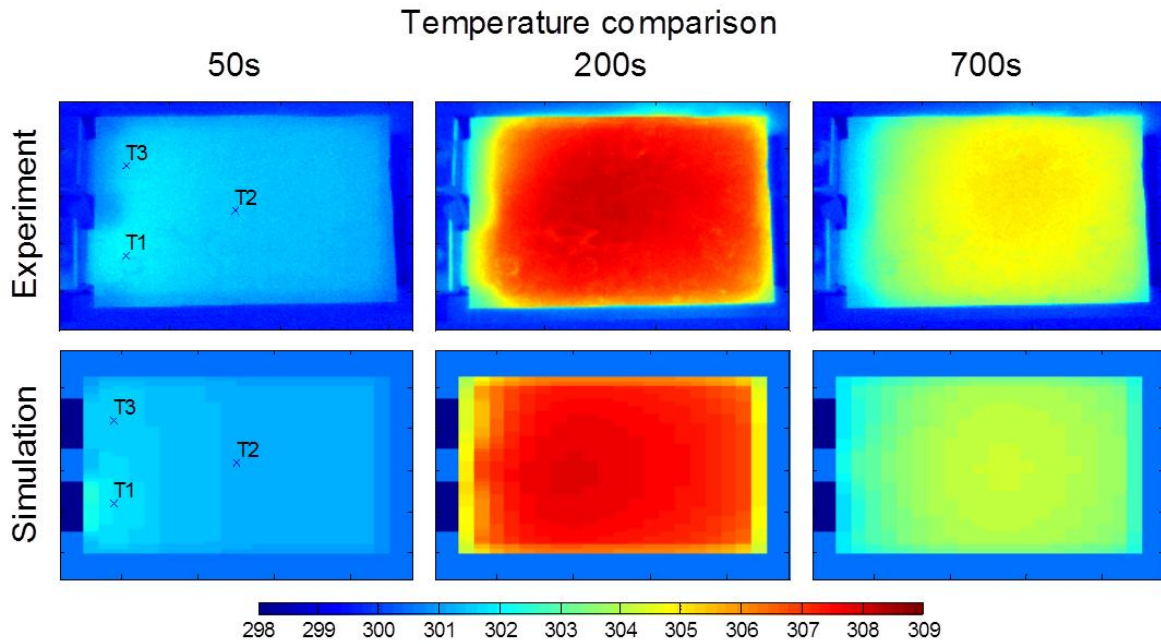 Temperature comparison
50s 200s 700s
Experiment
T3
T2
T1
Simulation
T3
T2
T1
298 299 300 301 302 303 304 305 306 307 308 309